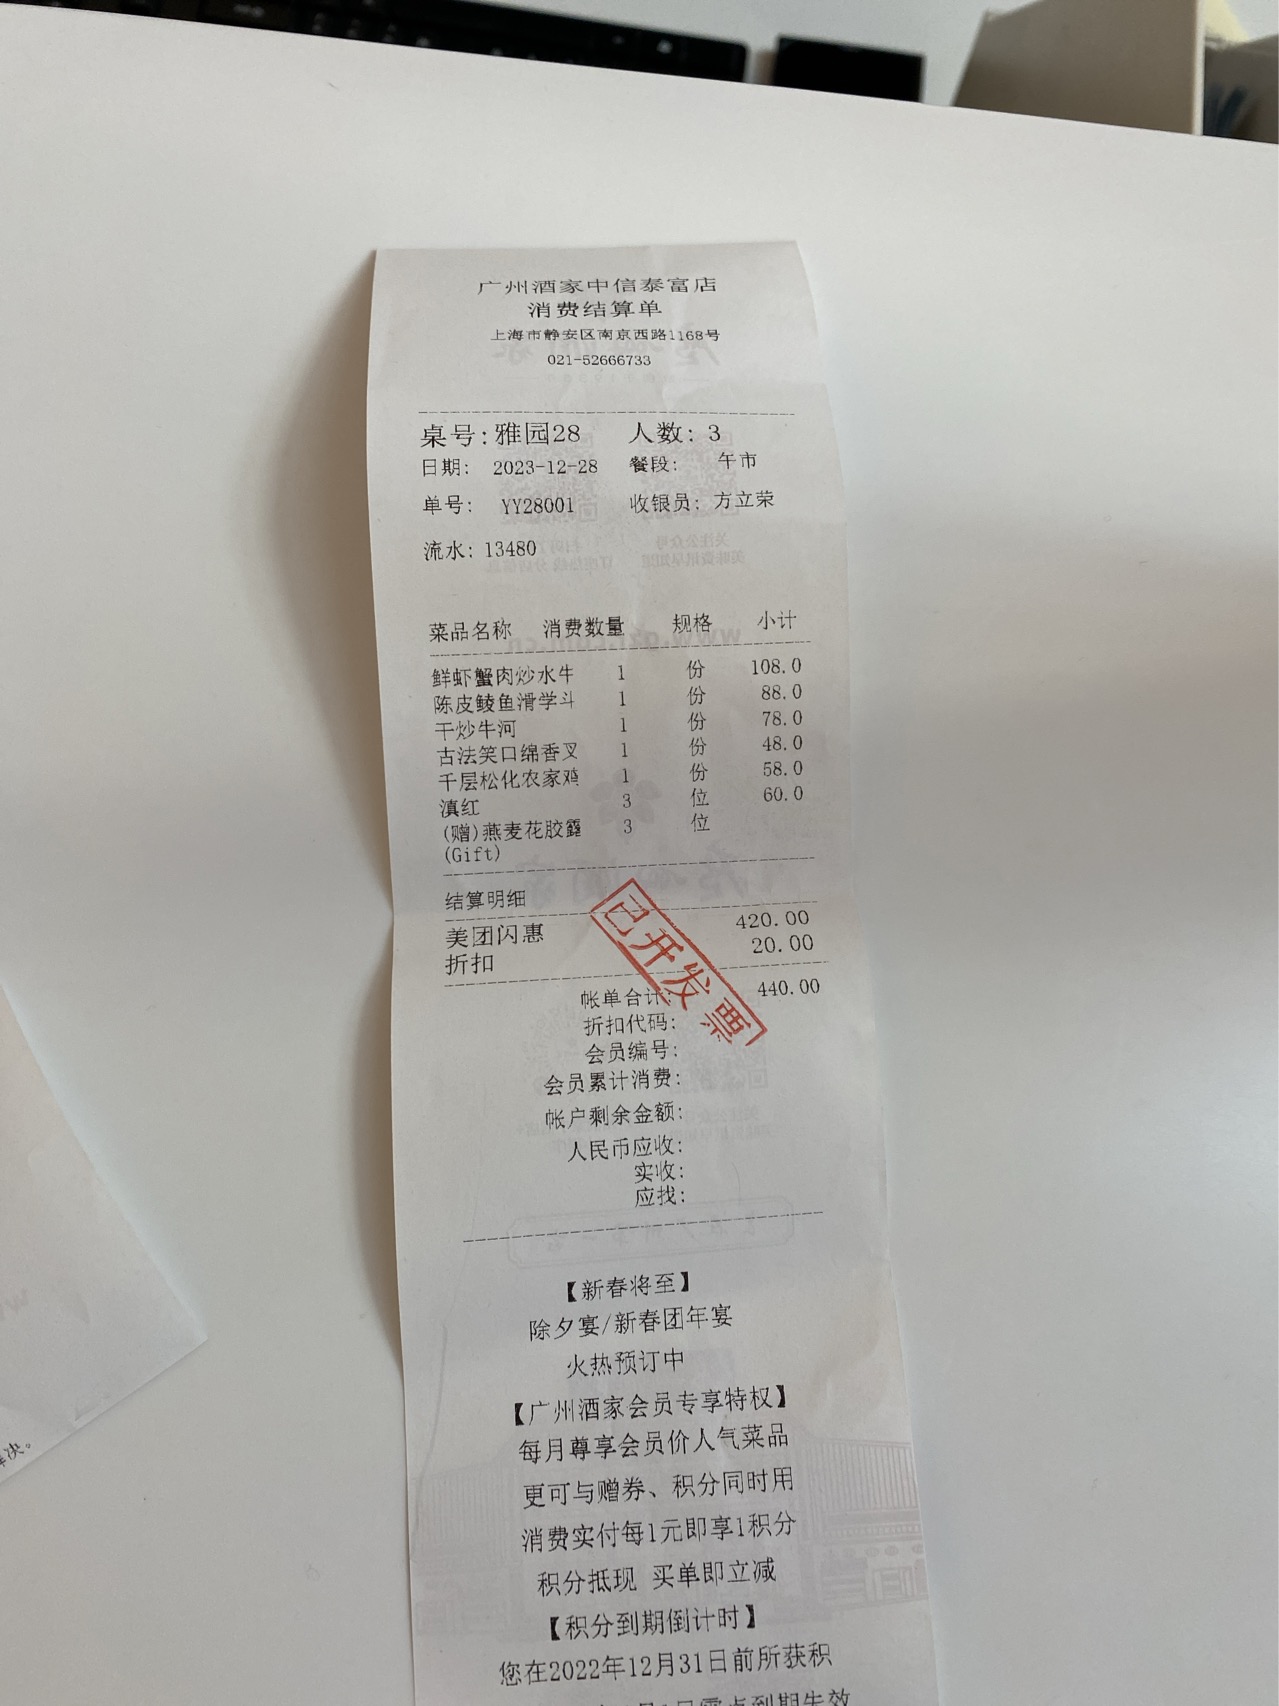 广州酒家中信泰富店
消费结算单
上海市静安区南京西路1168号
021-52666733
桌号:雅园28 人数: 3
日期: 2023-12-28 餐段: 午市
单号: YY28001 收银员: 方立荣
流水: 13480
菜品名称 消费数量 规格 小计
鲜虾蟹肉炒水牛 1 份 108.0
陈皮鲮鱼滑学斗 1 份 88.0
干炒牛河 1 份 78.0
古法笑口绵香叉 1 份 48.0
千层松化农家鸡 1 份 58.0
滇红 3 位 60.0
(赠)燕麦花胶露 3 位
(Gift)
结算明细
美团闪惠 420.00
折扣 20.00
已开发票
帐单合计: 440.00
折扣代码:
会员编号:
会员累计消费:
帐户剩余金额:
人民币应收:
实收:
应找:
【新春将至】
除夕宴/新春团年宴
火热预订中
【广州酒家会员专享特权】
每月尊享会员价人气菜品
更可与赠券、积分同时用
消费实付每1元即享1积分
积分抵现 买单即立减
【积分到期倒计时】
您在2022年12月31日前所获积
零点到期失效
决。